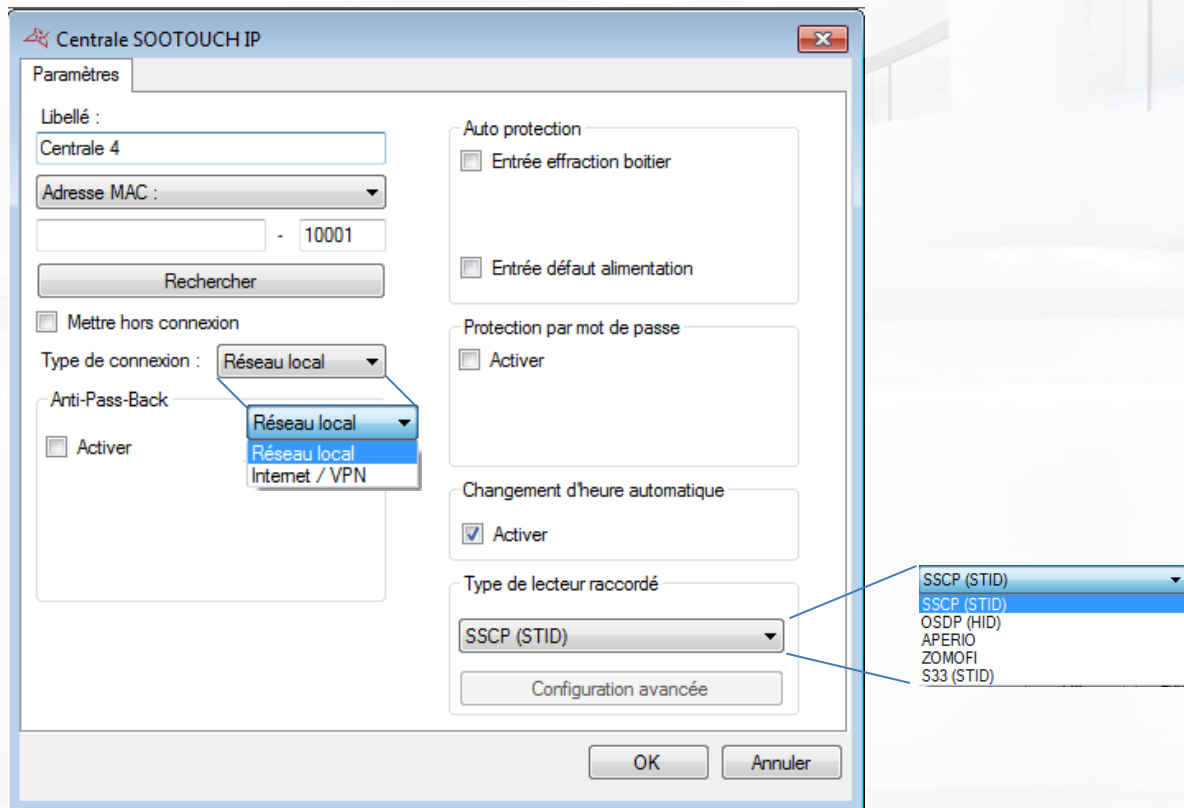 Centrale SOOTOUCH IP
Paramètres
Libellé :
Centrale 4
Adresse MAC :
- 10001
Rechercher
Mettre hors connexion
Type de connexion : Réseau local
Anti-Pass-Back
Activer
Réseau local
Réseau local
Internet / VPN
Auto protection
Entrée effraction boitier
Entrée défaut alimentation
Protection par mot de passe
Activer
Changement d'heure automatique
Activer
Type de lecteur raccordé
SSCP (STID)
Configuration avancée
SSCP (STID)
SSCP (STID)
OSDP (HID)
APERIO
ZOMOFI
S33 (STID)
OK Annuler